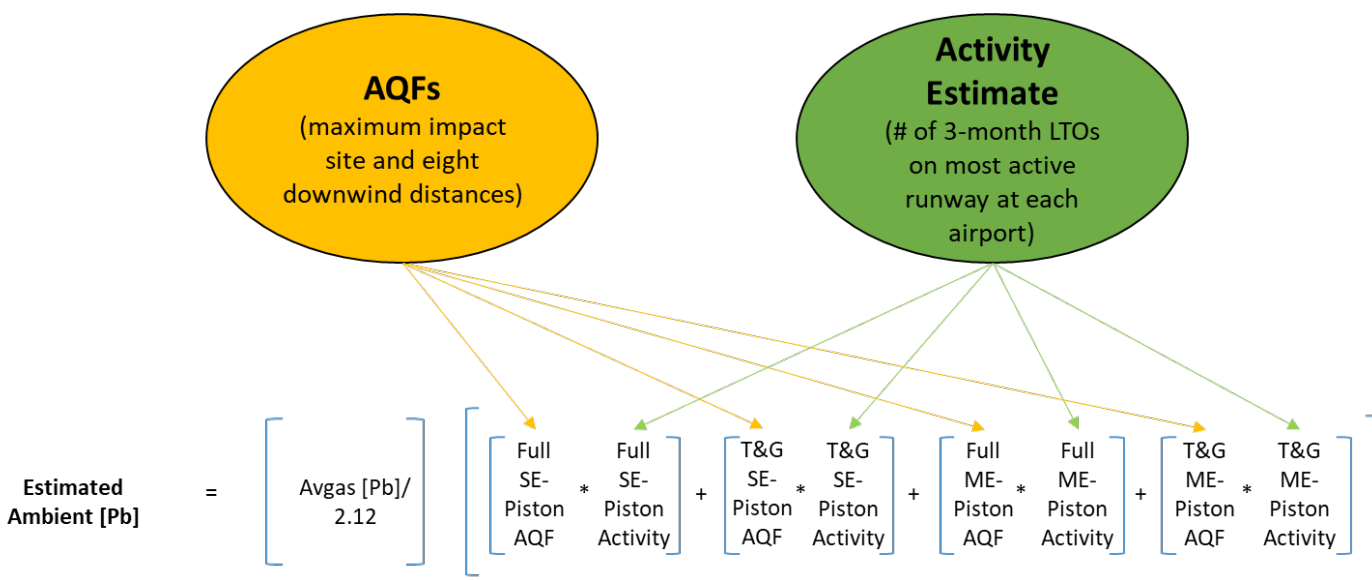 AQFs
(maximum impact
site and eight
downwind distances)
Activity
Estimate
(# of 3-month LTOs
on most active
runway at each
airport)
Estimated
Ambient [Pb]
=
Avgas [Pb]/
2.12
Full
SE-
Piston
AQF
*
Full
SE-
Piston
Activity
+
T&G
SE-
Piston
AQF
*
T&G
SE-
Piston
Activity
+
Full
ME-
Piston
AQF
*
Full
ME-
Piston
Activity
+
T&G
ME-
Piston
AQF
*
T&G
ME-
Piston
Activity